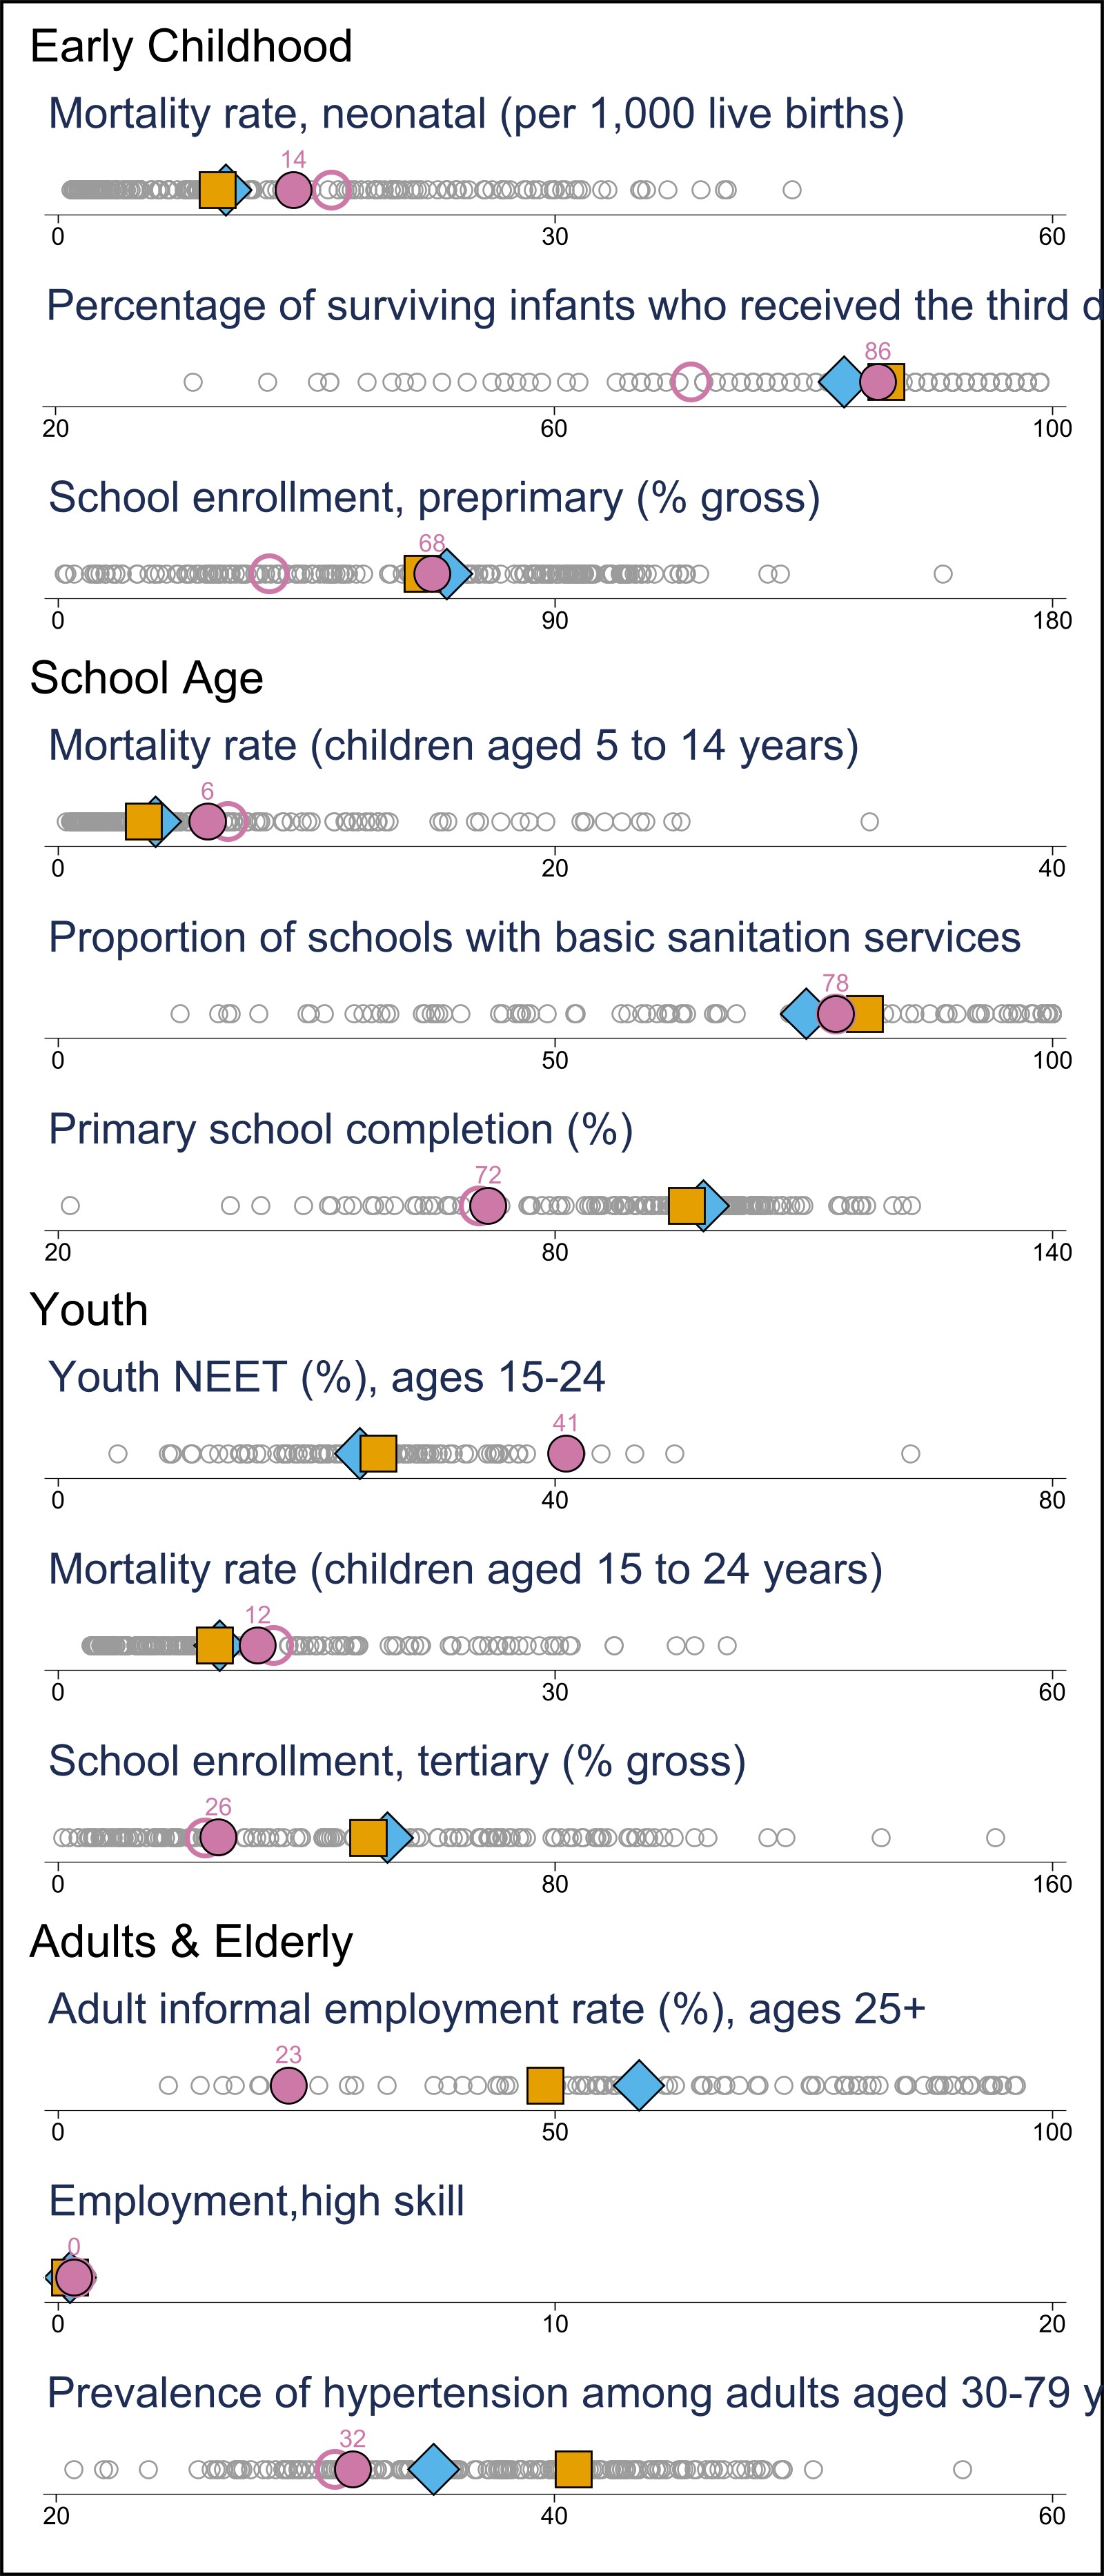 Early Childhood
Mortality rate, neonatal (per 1,000 live births)
14
0 30 60
Percentage of surviving infants who received the third d
86
20 60 100
School enrollment, preprimary (% gross)
68
0 90 180
School Age
Mortality rate (children aged 5 to 14 years)
6
0 20 40
Proportion of schools with basic sanitation services
78
0 50 100
Primary school completion (%)
72
20 80 140
Youth
Youth NEET (%), ages 15-24
41
0 40 80
Mortality rate (children aged 15 to 24 years)
12
0 30 60
School enrollment, tertiary (% gross)
26
0 80 160
Adults & Elderly
Adult informal employment rate (%), ages 25+
23
0 50 100
Employment,high skill
0
0 10 20
Prevalence of hypertension among adults aged 30-79 y
32
20 40 60